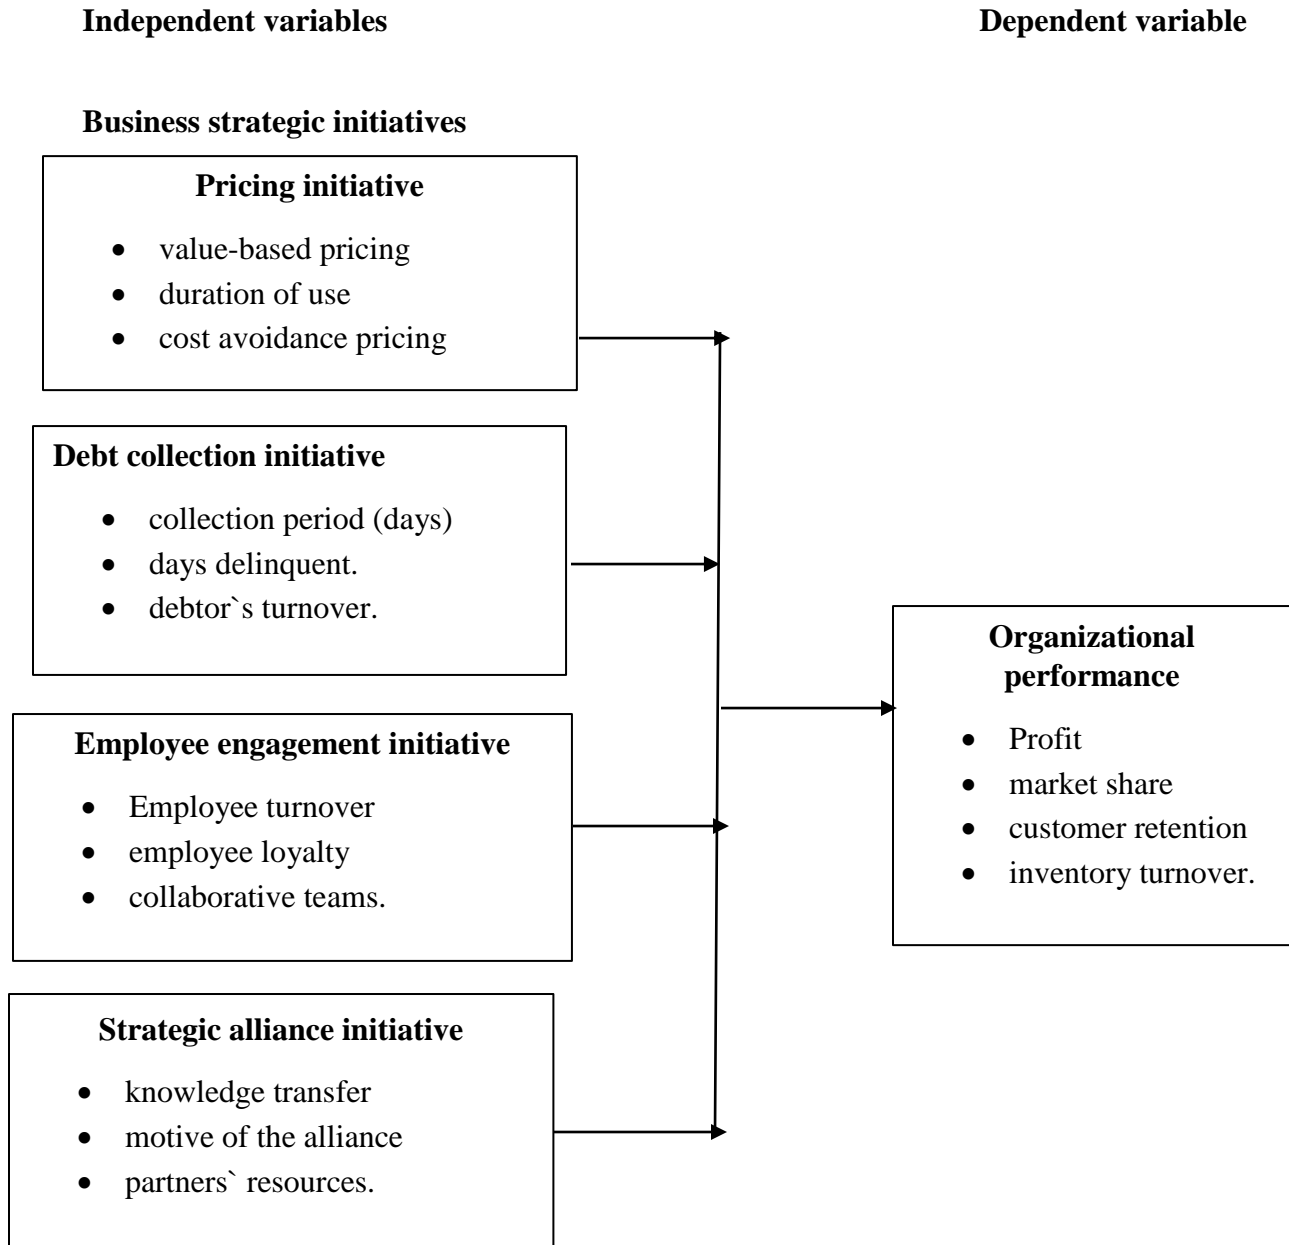 Independent variables
Dependent variable
Business strategic initiatives
Pricing initiative
• value-based pricing
• duration of use
• cost avoidance pricing
Debt collection initiative
• collection period (days)
• days delinquent.
• debtor`s turnover.
Employee engagement initiative
• Employee turnover
• employee loyalty
• collaborative teams.
Strategic alliance initiative
• knowledge transfer
• motive of the alliance
• partners` resources.
Organizational
performance
• Profit
• market share
• customer retention
• inventory turnover.